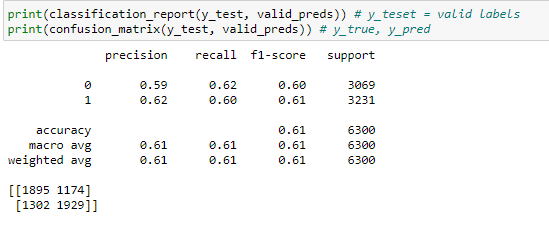 print(classification_report(y_test, valid_preds)) # y_teset = valid labels
print(confusion_matrix(y_test, valid_preds)) # y_true, y_pred
precision recall f1-score support
0 0.59 0.62 0.60 3069
1 0.62 0.60 0.61 3231
accuracy 0.61 6300
macro avg 0.61 0.61 0.61 6300
weighted avg 0.61 0.61 0.61 6300
[[1895 1174]
[1302 1929]]